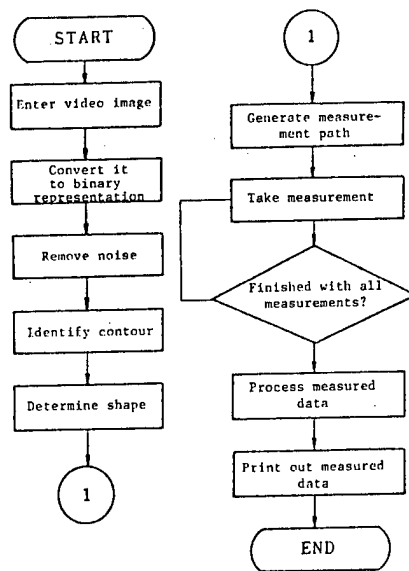 START
Enter video image
Convert it
to binary
representation
Remove noise
Identify contour
Determine shape
1
1
Generate measure-
ment path
Take measurement
Finished with all
measurements?
Process measured
data
Print out measured
data
END